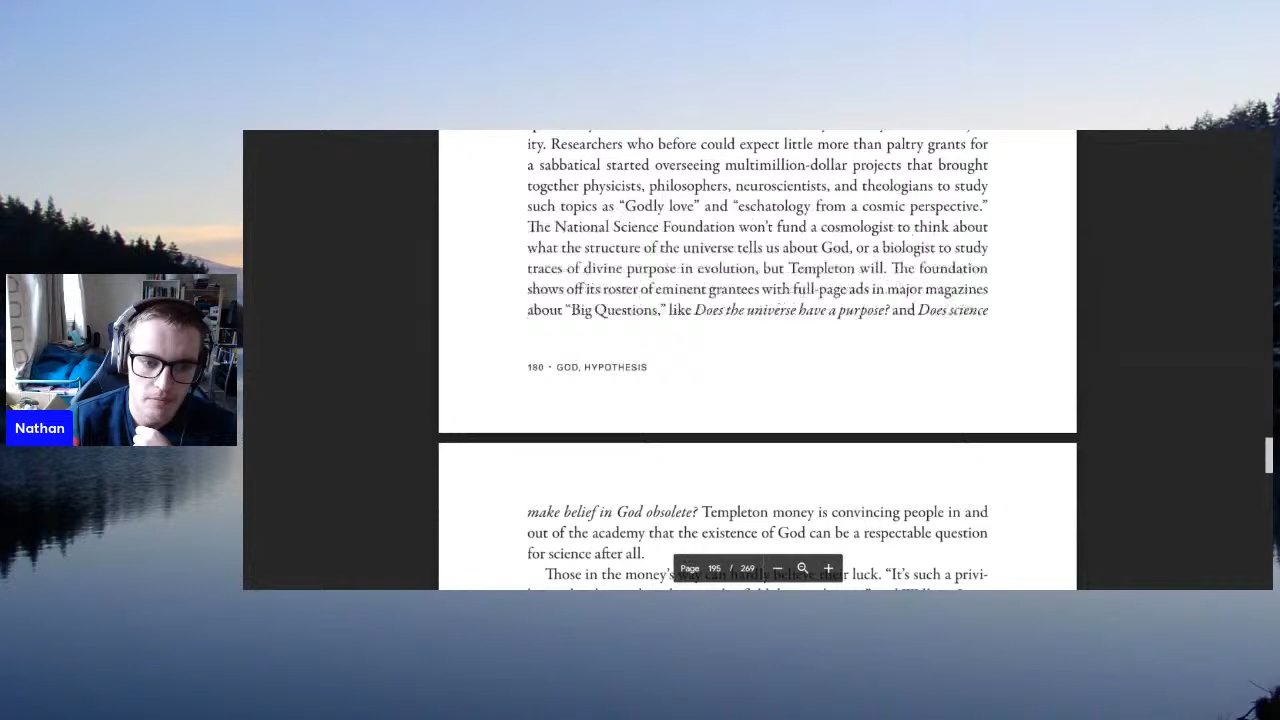 ity. Researchers who before could expect little more than paltry grants for
a sabbatical started overseeing multimillion-dollar projects that brought
together physicists, philosophers, neuroscientists, and theologians to study
such topics as “Godly love” and “eschatology from a cosmic perspective.”
The National Science Foundation won’t fund a cosmologist to think about
what the structure of the universe tells us about God, or a biologist to study
traces of divine purpose in evolution, but Templeton will. The foundation
shows off its roster of eminent grantees with full-page ads in major magazines
about “Big Questions,” like Does the universe have a purpose? and Does science
180 · GOD, HYPOTHESIS
Nathan
make belief in God obsolete? Templeton money is convincing people in and
out of the academy that the existence of God can be a respectable question
for science after all.
Those in the money’s way can hardly believe their luck. “It’s such a privi-
Page 195 / 269